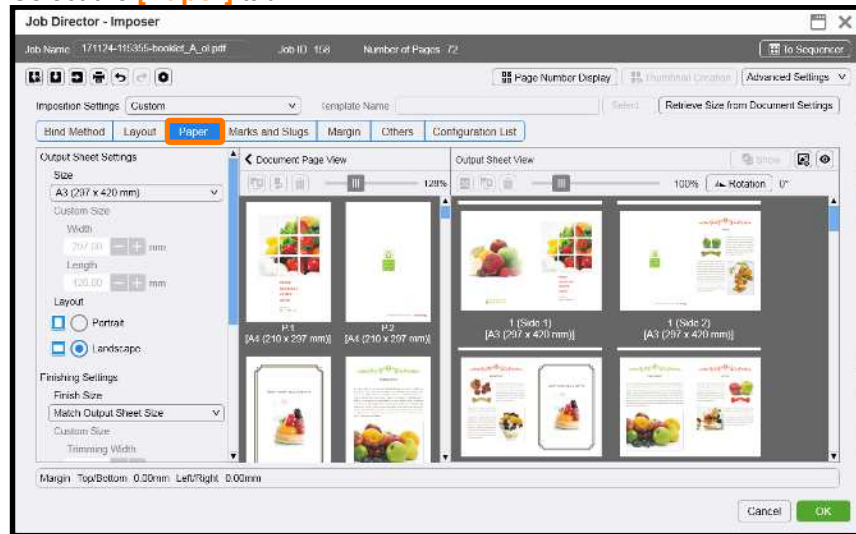 Select the [Paper] tab.
Job Director - Imposer
Job Name 171124-115355-booklet_A_ol.pdf Job ID 158 Number of Pages 72 To Sequencer
Page Number Display Thumbnail Creation Advanced Settings
Imposition Settings Custom Template Name Select Retrieve Size from Document Settings
Bind Method Layout Paper Marks and Slugs Margin Others Configuration List
Output Sheet Settings
Size
A3 (297 x 420 mm)
Custom Size
Width
297.00 mm
Length
420.00 mm
Layout
Portrait
Landscape
Finishing Settings
Finish Size
Match Output Sheet Size
Custom Size
Trimming Width
Document Page View
128%
P.1
[A4 (210 x 297 mm)]
P.2
[A4 (210 x 297 mm)]
Output Sheet View
Show
100% Rotation 0°
1 (Side 1)
[A3 (297 x 420 mm)]
1 (Side 2)
[A3 (297 x 420 mm)]
Margin Top/Bottom 0.00mm Left/Right 0.00mm
Cancel OK